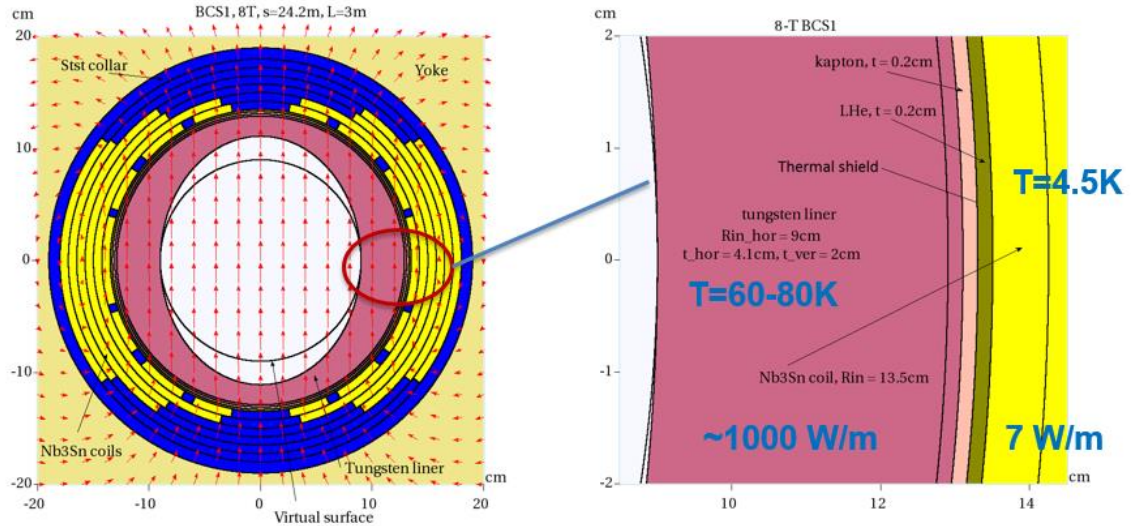 cm
BCS1, 8T, s=24.2m, L=3m
20
Stst collar
Yoke
10
0
-10
Nb3Sn coils
Tungsten liner
-20
cm
-20
-10
0
10
20
Virtual surface
cm
8-T BCS1
2
kapton, t = 0.2cm
LHe, t = 0.2cm
1
Thermal shield
T=4.5K
tungsten liner
Rin_hor = 9cm
0
t_hor = 4.1cm, t_ver = 2cm
T=60-80K
-1
Nb3Sn coil, Rin = 13.5cm
~1000 W/m
7 W/m
-2
10
12
14
cm